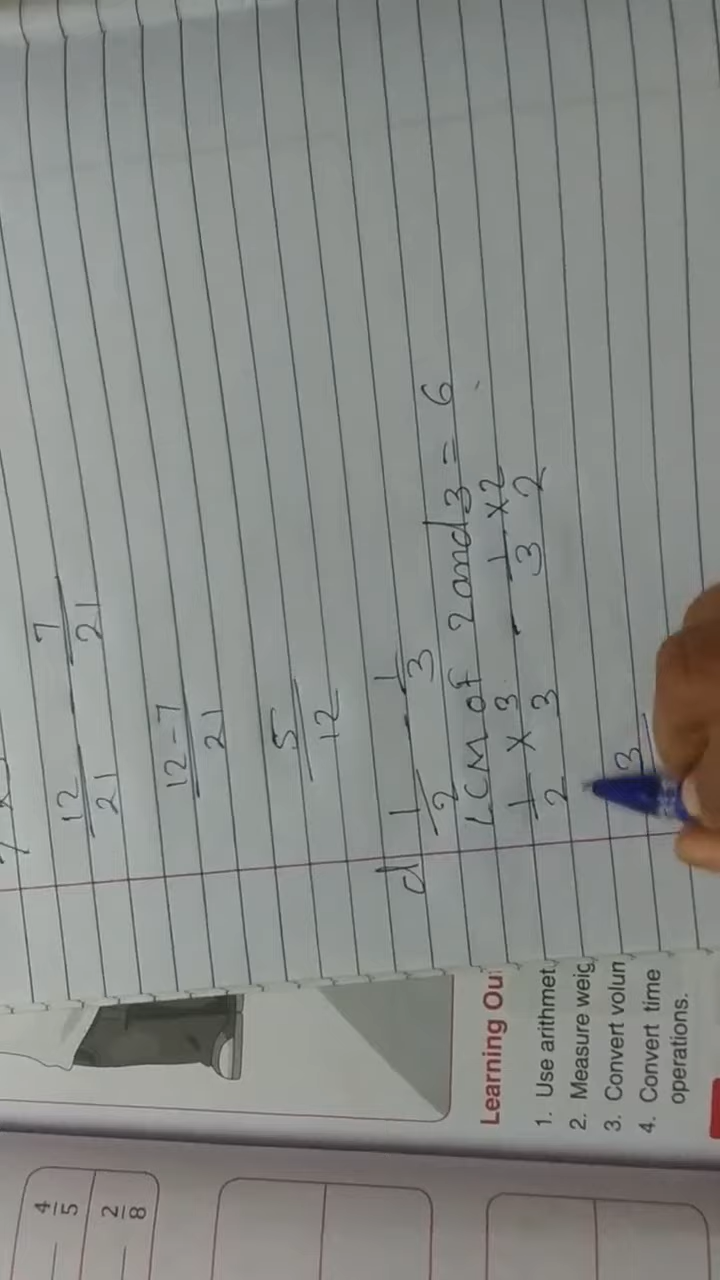 12/21 - 7/21
12-7/21
5/12
d 1/2 - 1/3
LCM of 2 and 3 = 6
1/2 × 3/3 - 1/3 × 2/2
3
Learning Ou
1. Use arithmet
2. Measure weig
3. Convert volun
4. Convert time
operations.
4/5
2/8